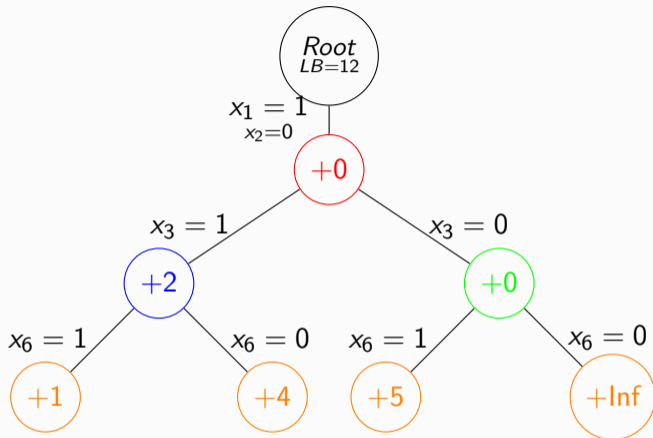 Root
LB=12
x₁ = 1
x₂=0
+0
x₃ = 1
x₃ = 0
+2
+0
x₆ = 1
x₆ = 0
x₆ = 1
x₆ = 0
+1
+4
+5
+Inf